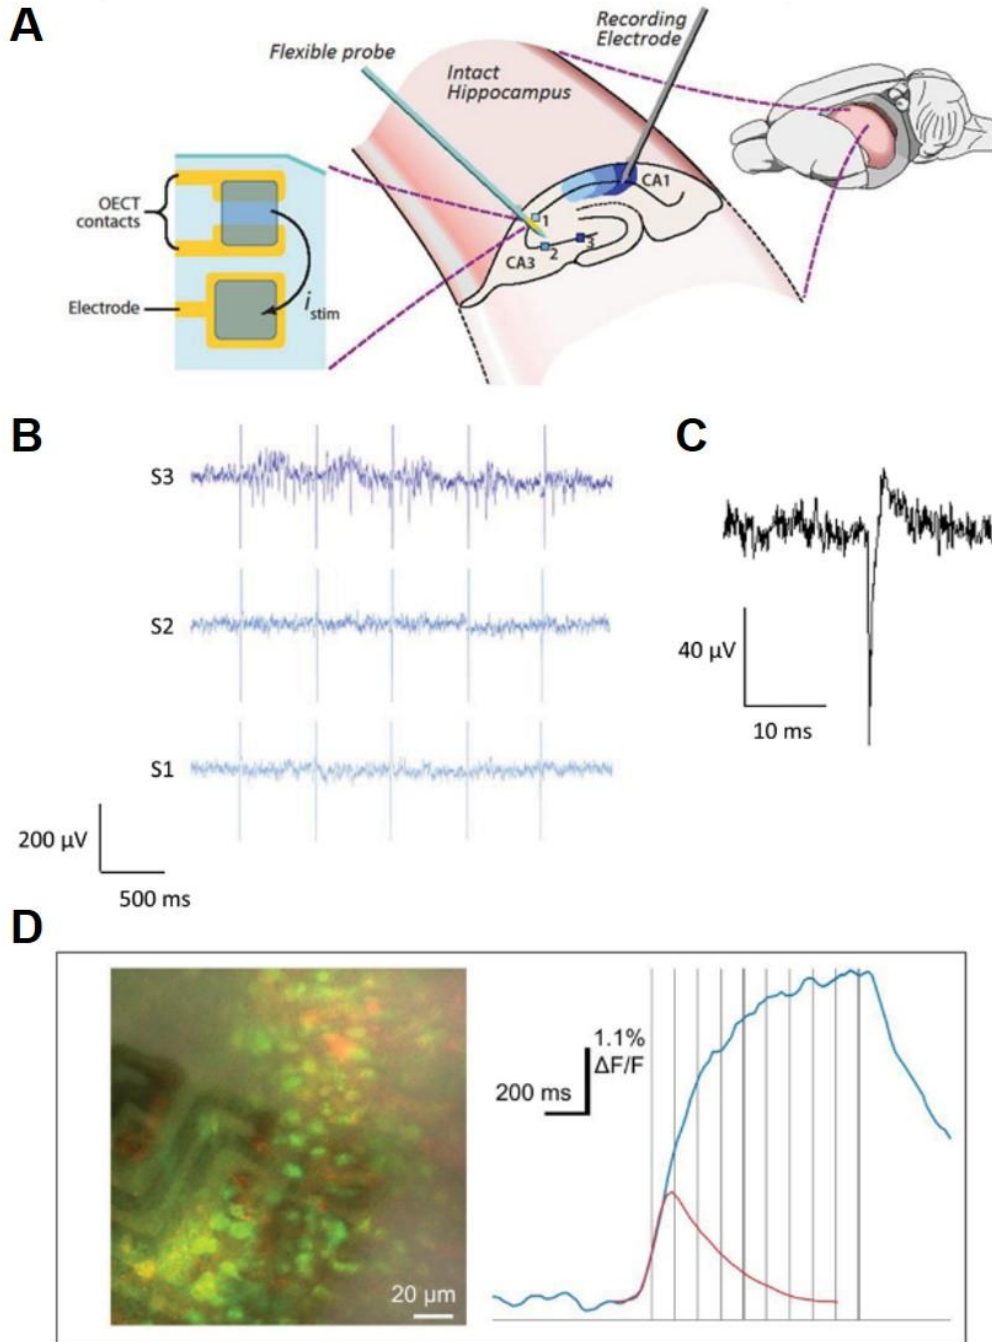 A
Flexible probe
Recording
Electrode
Intact
Hippocampus
OECT
contacts
Electrode
i stim
1
2
3
CA1
CA3
B
S3
S2
S1
200 µV
500 ms
C
40 µV
10 ms
D
20 µm
1.1%
ΔF/F
200 ms